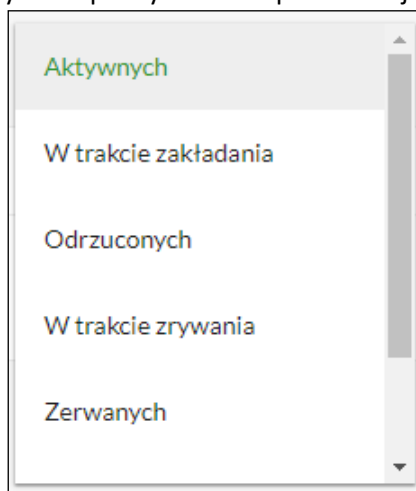 Aktywnych
W trakcie zakładania
Odrzuconych
W trakcie zrywania
Zerwanych